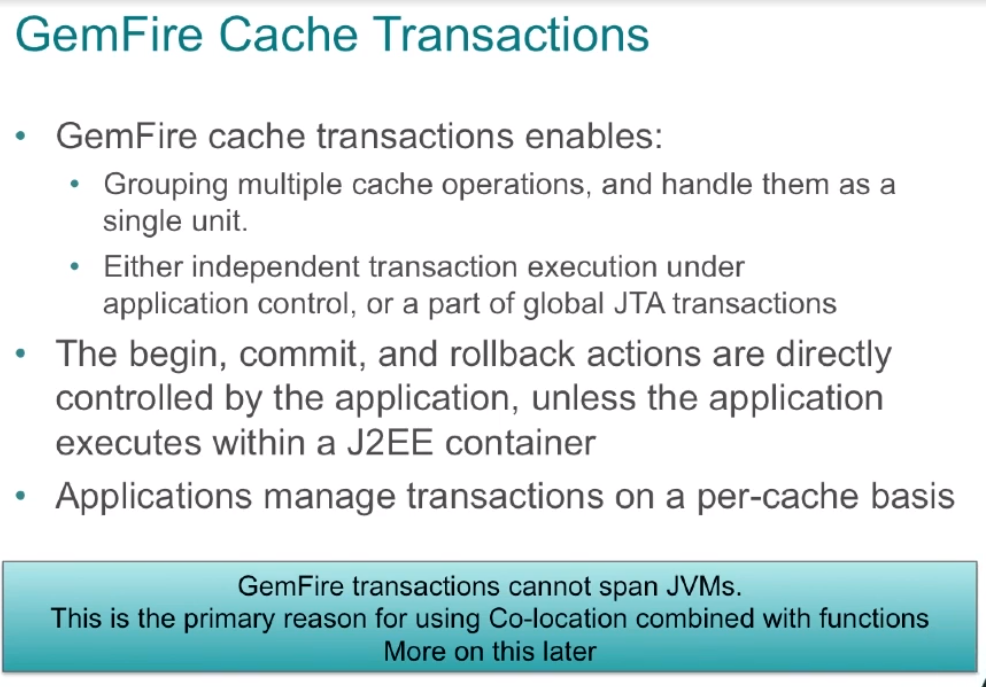 GemFire Cache Transactions
• GemFire cache transactions enables:
• Grouping multiple cache operations, and handle them as a
single unit.
• Either independent transaction execution under
application control, or a part of global JTA transactions
• The begin, commit, and rollback actions are directly
controlled by the application, unless the application
executes within a J2EE container
• Applications manage transactions on a per-cache basis
GemFire transactions cannot span JVMs.
This is the primary reason for using Co-location combined with functions
More on this later